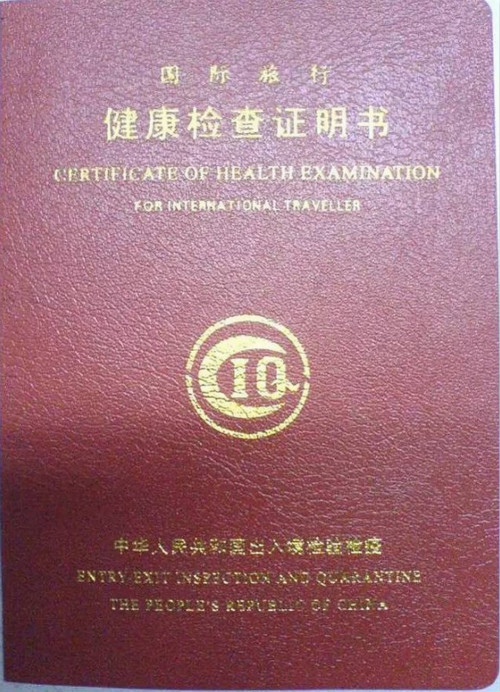 国际旅行
健康检查证明书
CERTIFICATE OF HEALTH EXAMINATION
FOR INTERNATIONAL TRAVELLER
CIQ
中华人民共和国出入境检验检疫
ENTRY-EXIT INSPECTION AND QUARANTINE
THE PEOPLE'S REPUBLIC OF CHINA